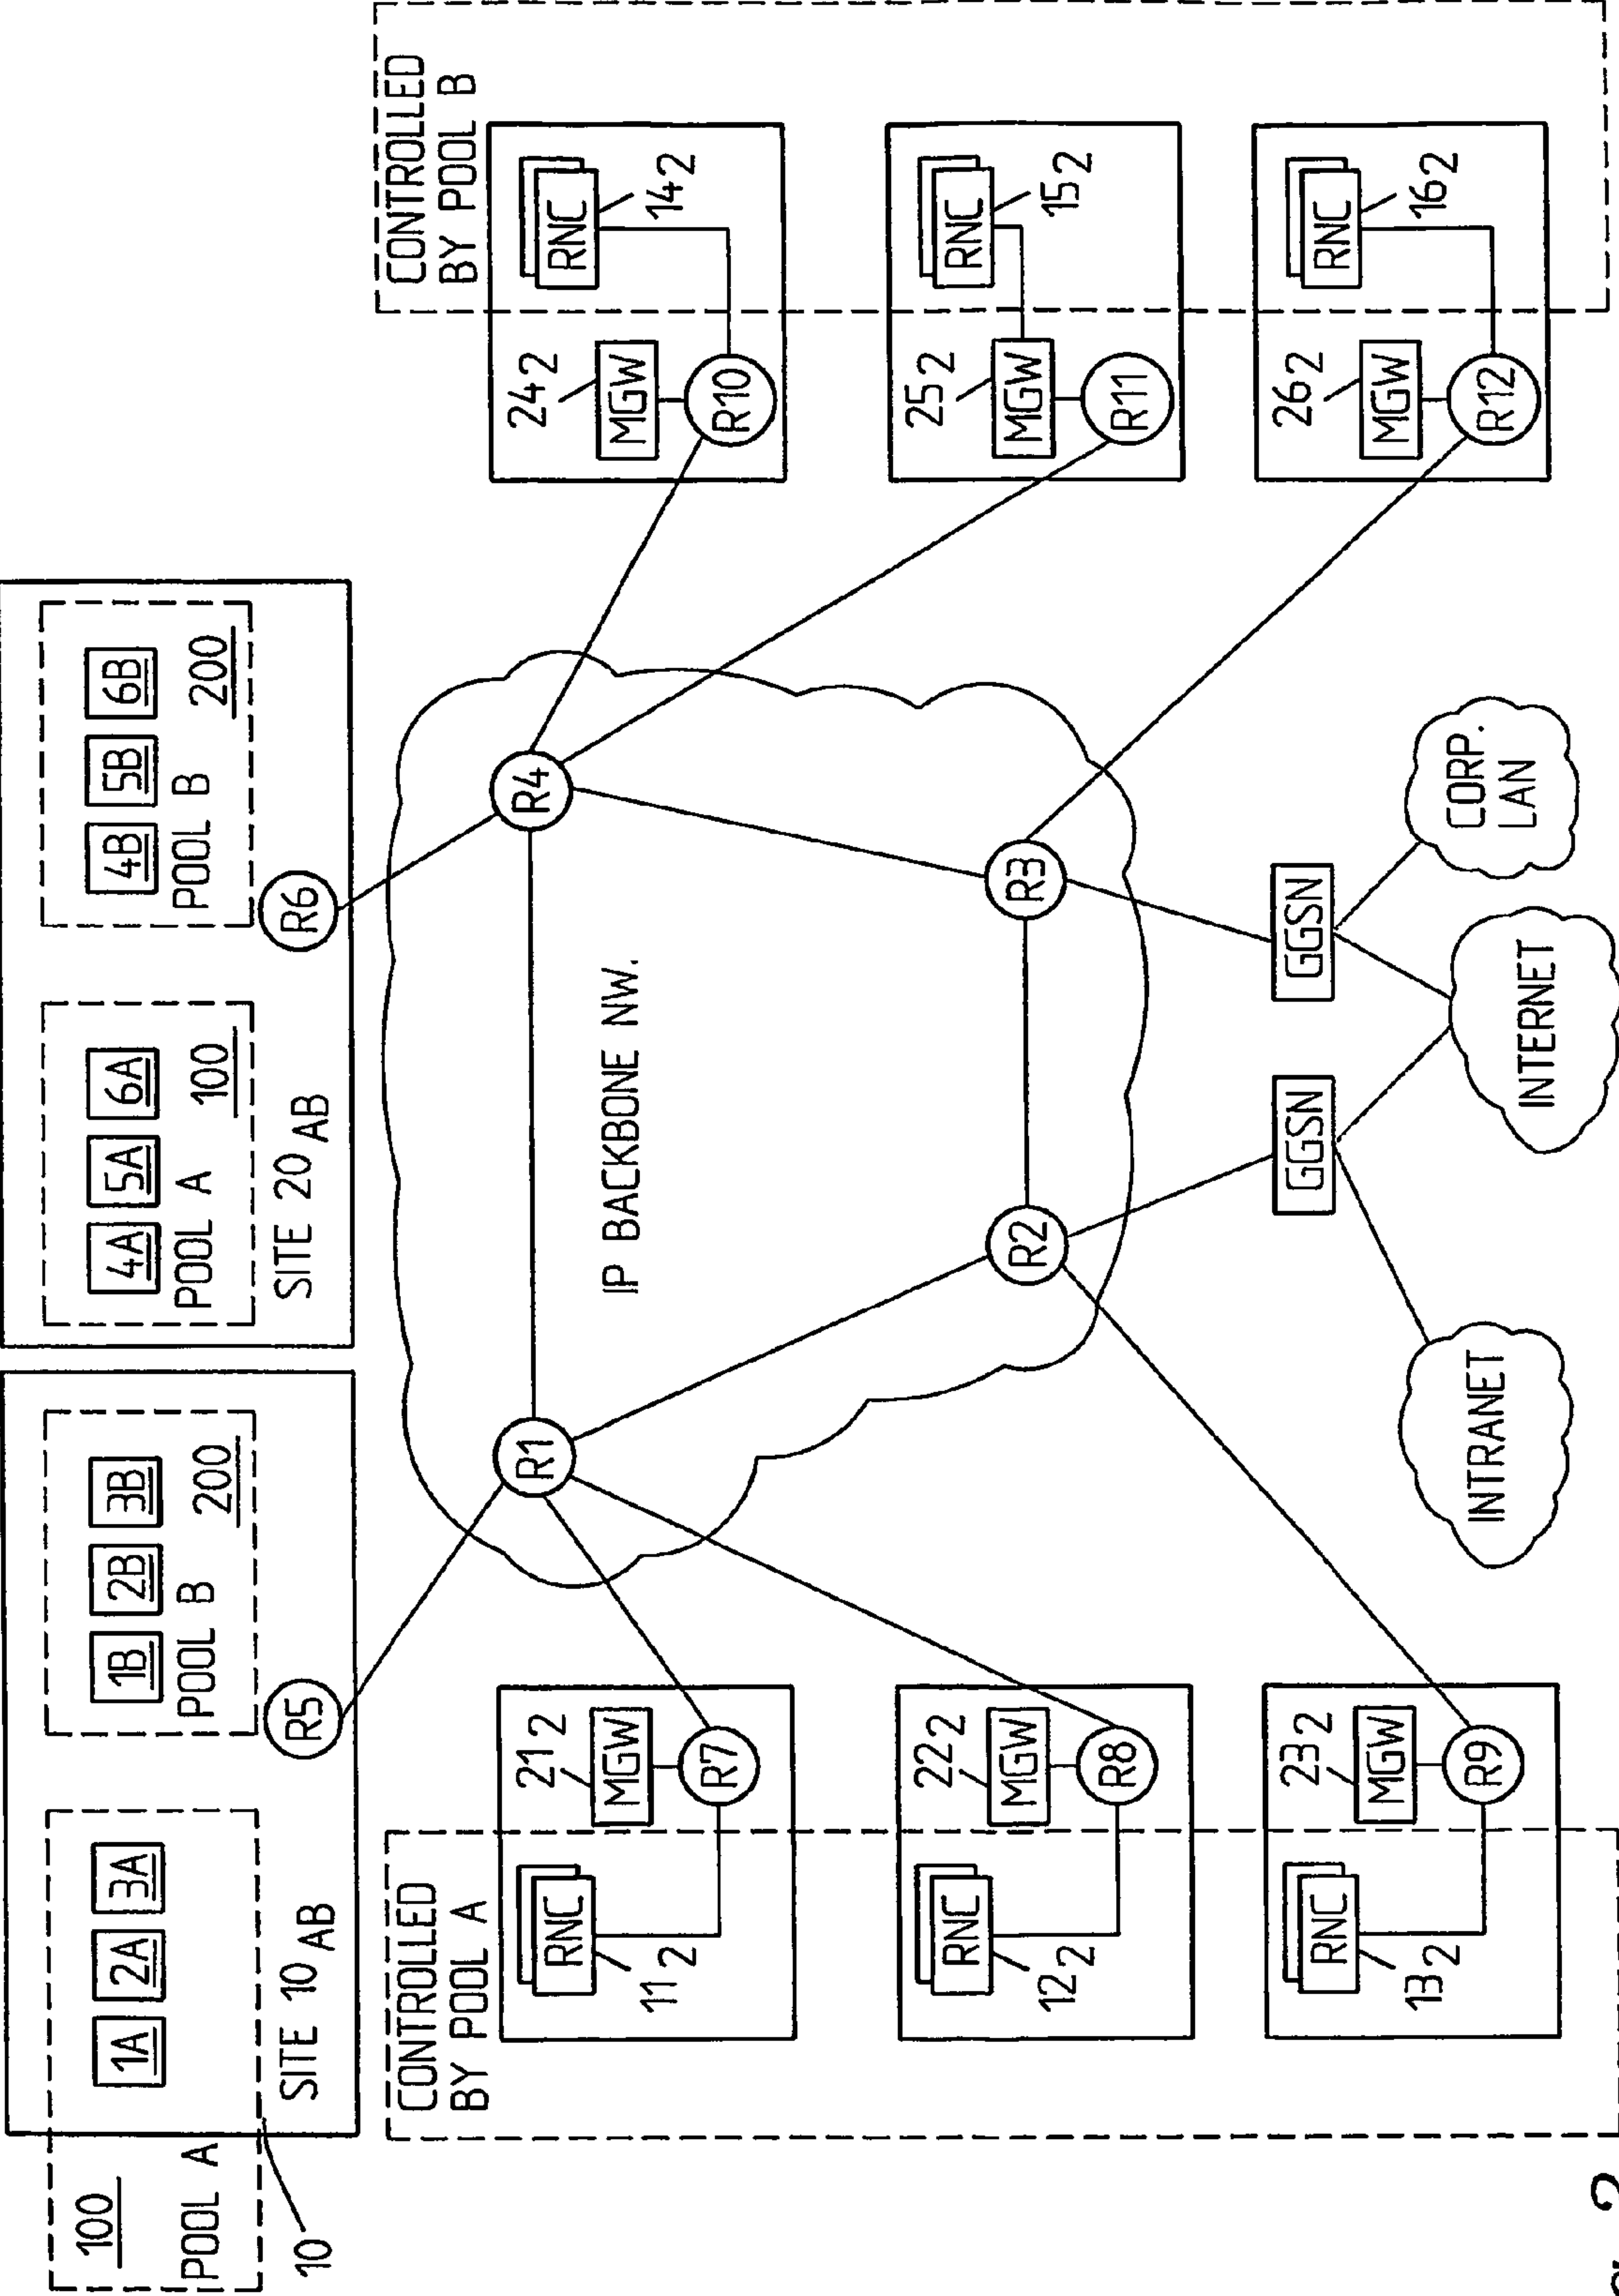 100
POOL A
10
1A 2A 3A
SITE 10 AB
1B 2B 3B
POOL B 200
R5
4A 5A 6A
POOL A 100
SITE 20 AB
4B 5B 6B
POOL B 200
R6
CONTROLLED
BY POOL A
RNC
11 2
21 2
MGW
R7
RNC
12 2
22 2
MGW
R8
RNC
13 2
23 2
MGW
R9
R1
R4
IP BACKBONE NW.
R2
R3
GGSN
GGSN
INTRANET
INTERNET
CORP.
LAN
CONTROLLED
BY POOL B
24 2
MGW
R10
RNC
14 2
25 2
MGW
R11
RNC
15 2
26 2
MGW
R12
RNC
16 2